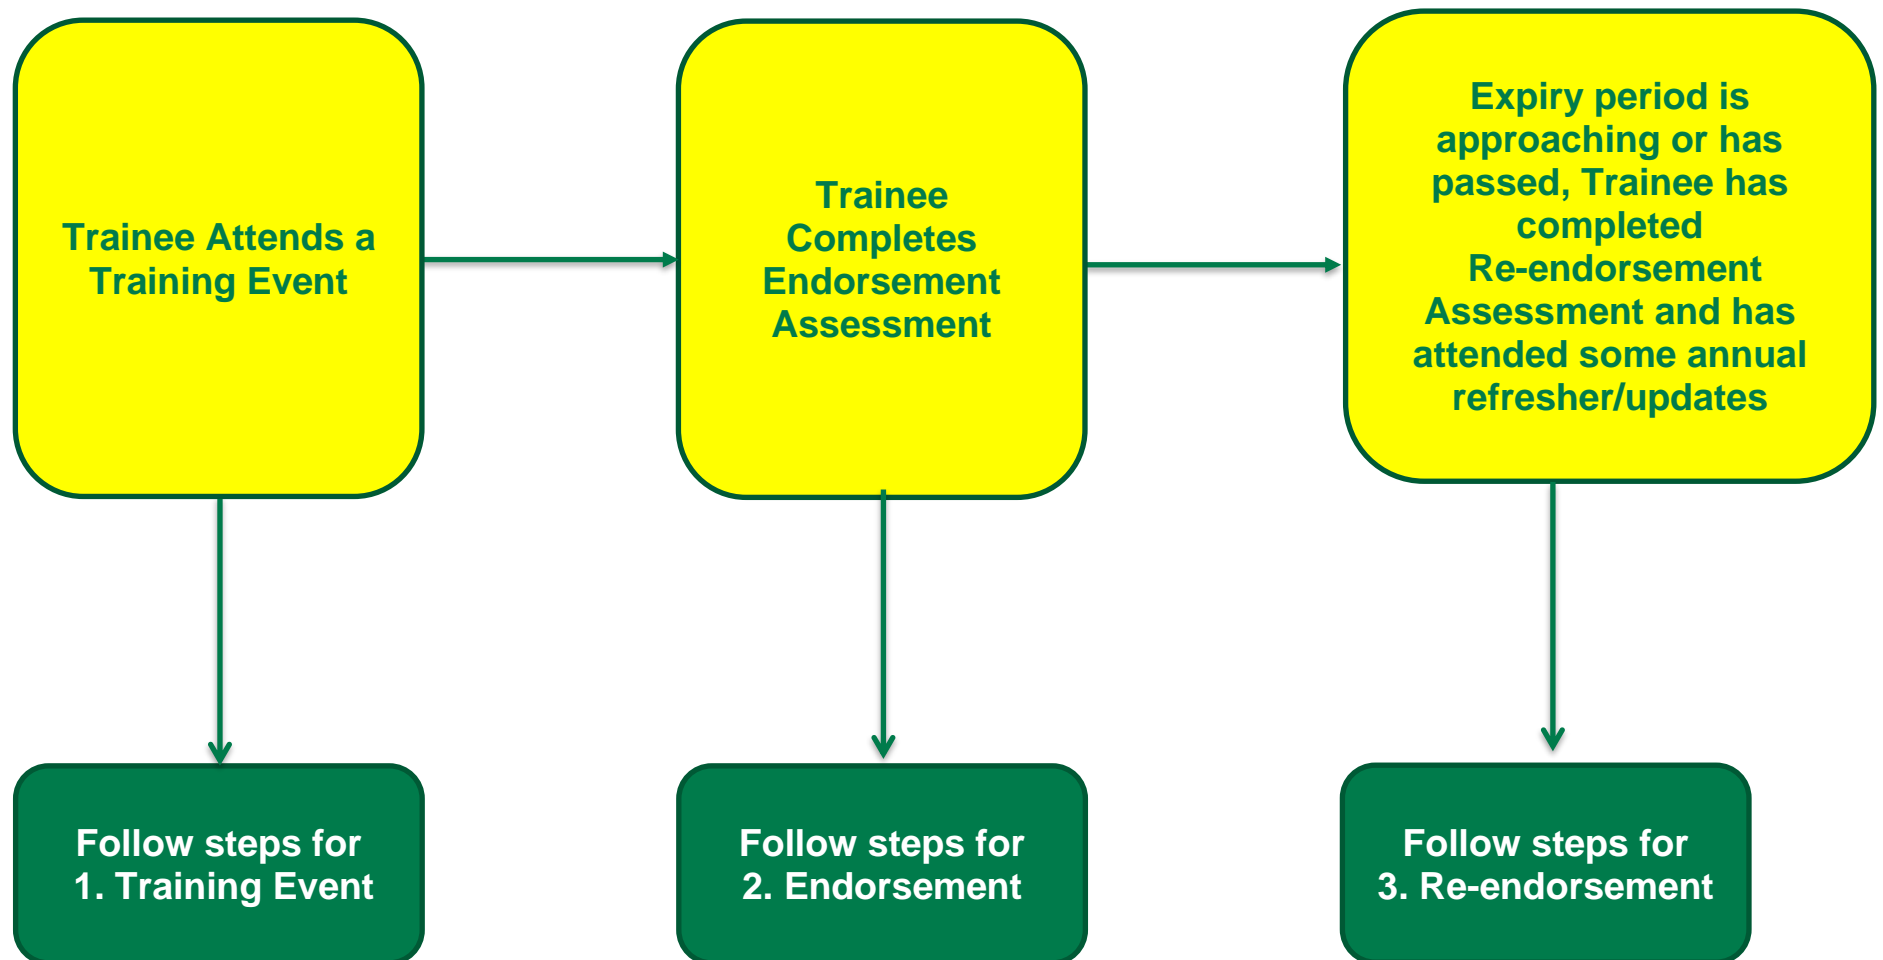 Trainee Attends a
Training Event
Trainee
Completes
Endorsement
Assessment
Expiry period is
approaching or has
passed, Trainee has
completed
Re-endorsement
Assessment and has
attended some annual
refresher/updates
Follow steps for
1. Training Event
Follow steps for
2. Endorsement
Follow steps for
3. Re-endorsement